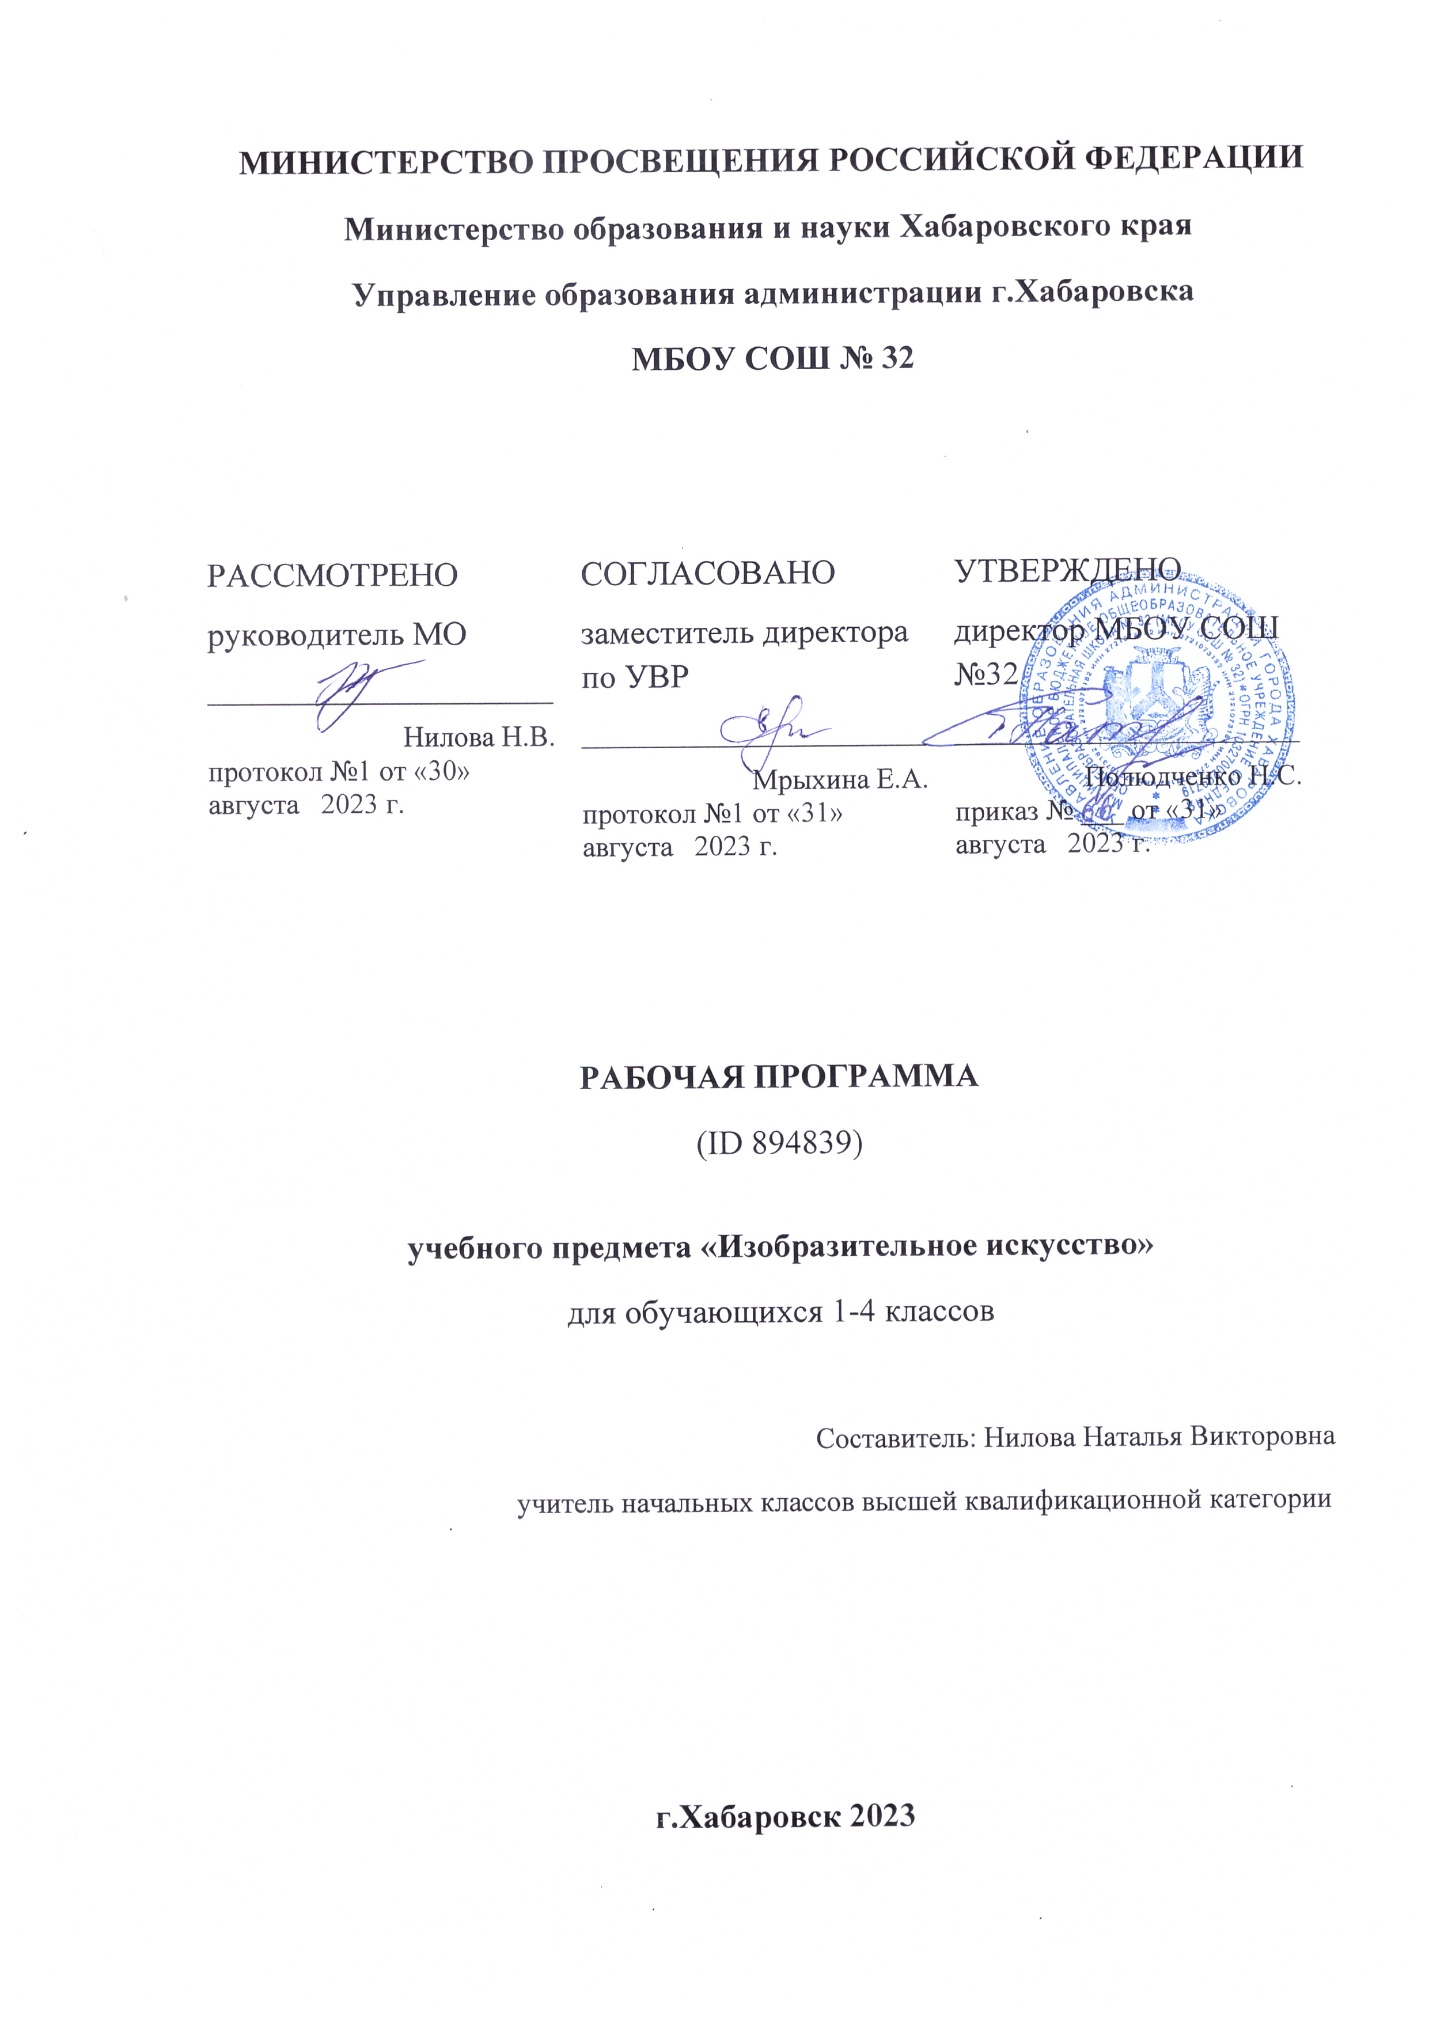 МИНИСТЕРСТВО ПРОСВЕЩЕНИЯ РОССИЙСКОЙ ФЕДЕРАЦИИ
Министерство образования и науки Хабаровского края
Управление образования администрации г.Хабаровска
МБОУ СОШ № 32
РАССМОТРЕНО
руководитель МО
Нилова Н.В.
протокол №1 от «30»
августа 2023 г.
СОГЛАСОВАНО
заместитель директора
по УВР
Мрыхина Е.А.
протокол №1 от «31»
августа 2023 г.
УТВЕРЖДЕНО
директор МБОУ СОШ
№32
Полюдченко Н.С.
приказ № от «31»
августа 2023 г.
РАБОЧАЯ ПРОГРАММА
(ID 894839)
учебного предмета «Изобразительное искусство»
для обучающихся 1-4 классов
Составитель: Нилова Наталья Викторовна
учитель начальных классов высшей квалификационной категории
г.Хабаровск 2023